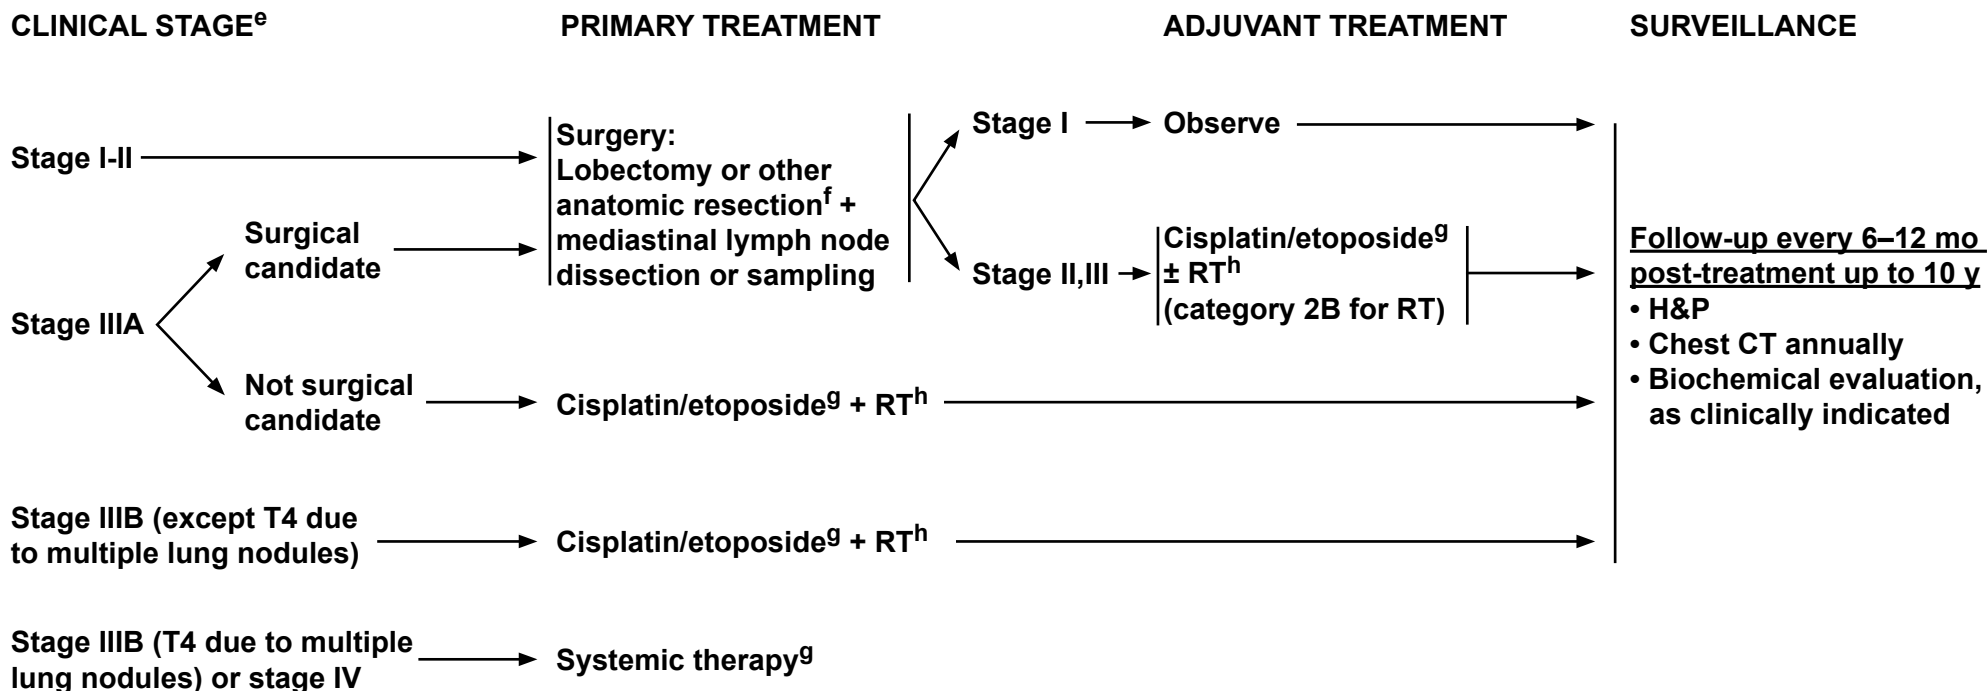 CLINICAL STAGEe
PRIMARY TREATMENT
ADJUVANT TREATMENT
SURVEILLANCE
Stage I-II
Surgery:
Lobectomy or other
anatomic resectionf +
mediastinal lymph node
dissection or sampling
Stage I
Observe
Stage II,III
Cisplatin/etoposideg
± RTh
(category 2B for RT)
Stage IIIA
Surgical
candidate
Not surgical
candidate
Cisplatin/etoposideg + RTh
Follow-up every 6–12 mo
post-treatment up to 10 y
• H&P
• Chest CT annually
• Biochemical evaluation,
as clinically indicated
Stage IIIB (except T4 due
to multiple lung nodules)
Cisplatin/etoposideg + RTh
Stage IIIB (T4 due to multiple
lung nodules) or stage IV
Systemic therapyg